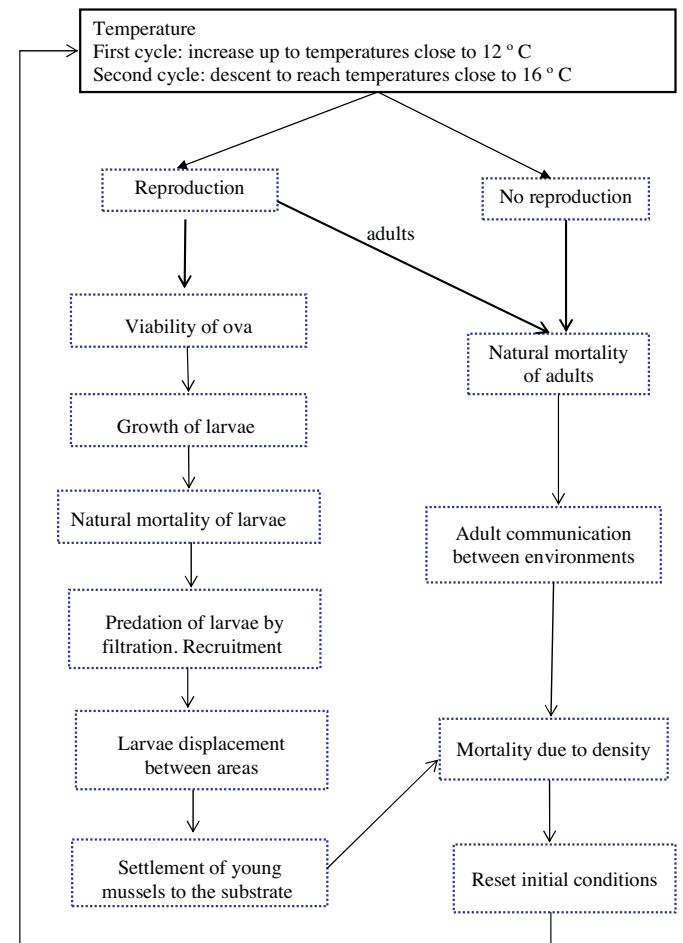 Temperature
First cycle: increase up to temperatures close to 12 º C
Second cycle: descent to reach temperatures close to 16 º C
Reproduction
No reproduction
adults
Viability of ova
Natural mortality
of adults
Growth of larvae
Natural mortality of larvae
Adult communication
between environments
Predation of larvae by
filtration. Recruitment
Larvae displacement
between areas
Mortality due to density
Settlement of young
mussels to the substrate
Reset initial conditions